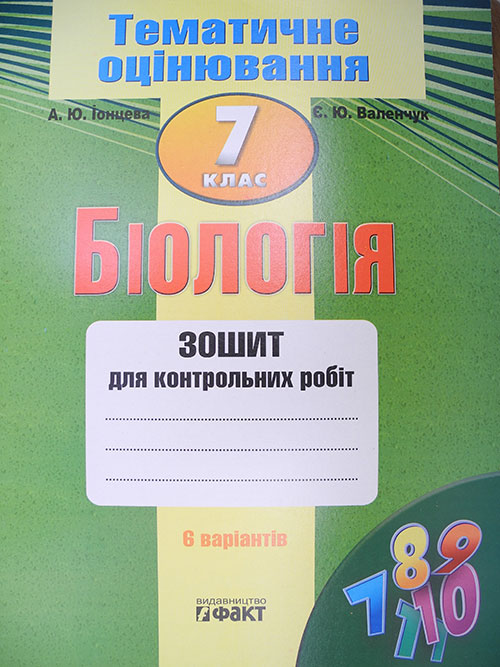 Тематичне
оцінювання
А. Ю. Іонцева
Є. Ю. Валенчук
7
КЛАС
БІОЛОГІЯ
ЗОШИТ
для контрольних робіт
6 варіантів
видавництво
ФАКТ
7 8 9
11 10